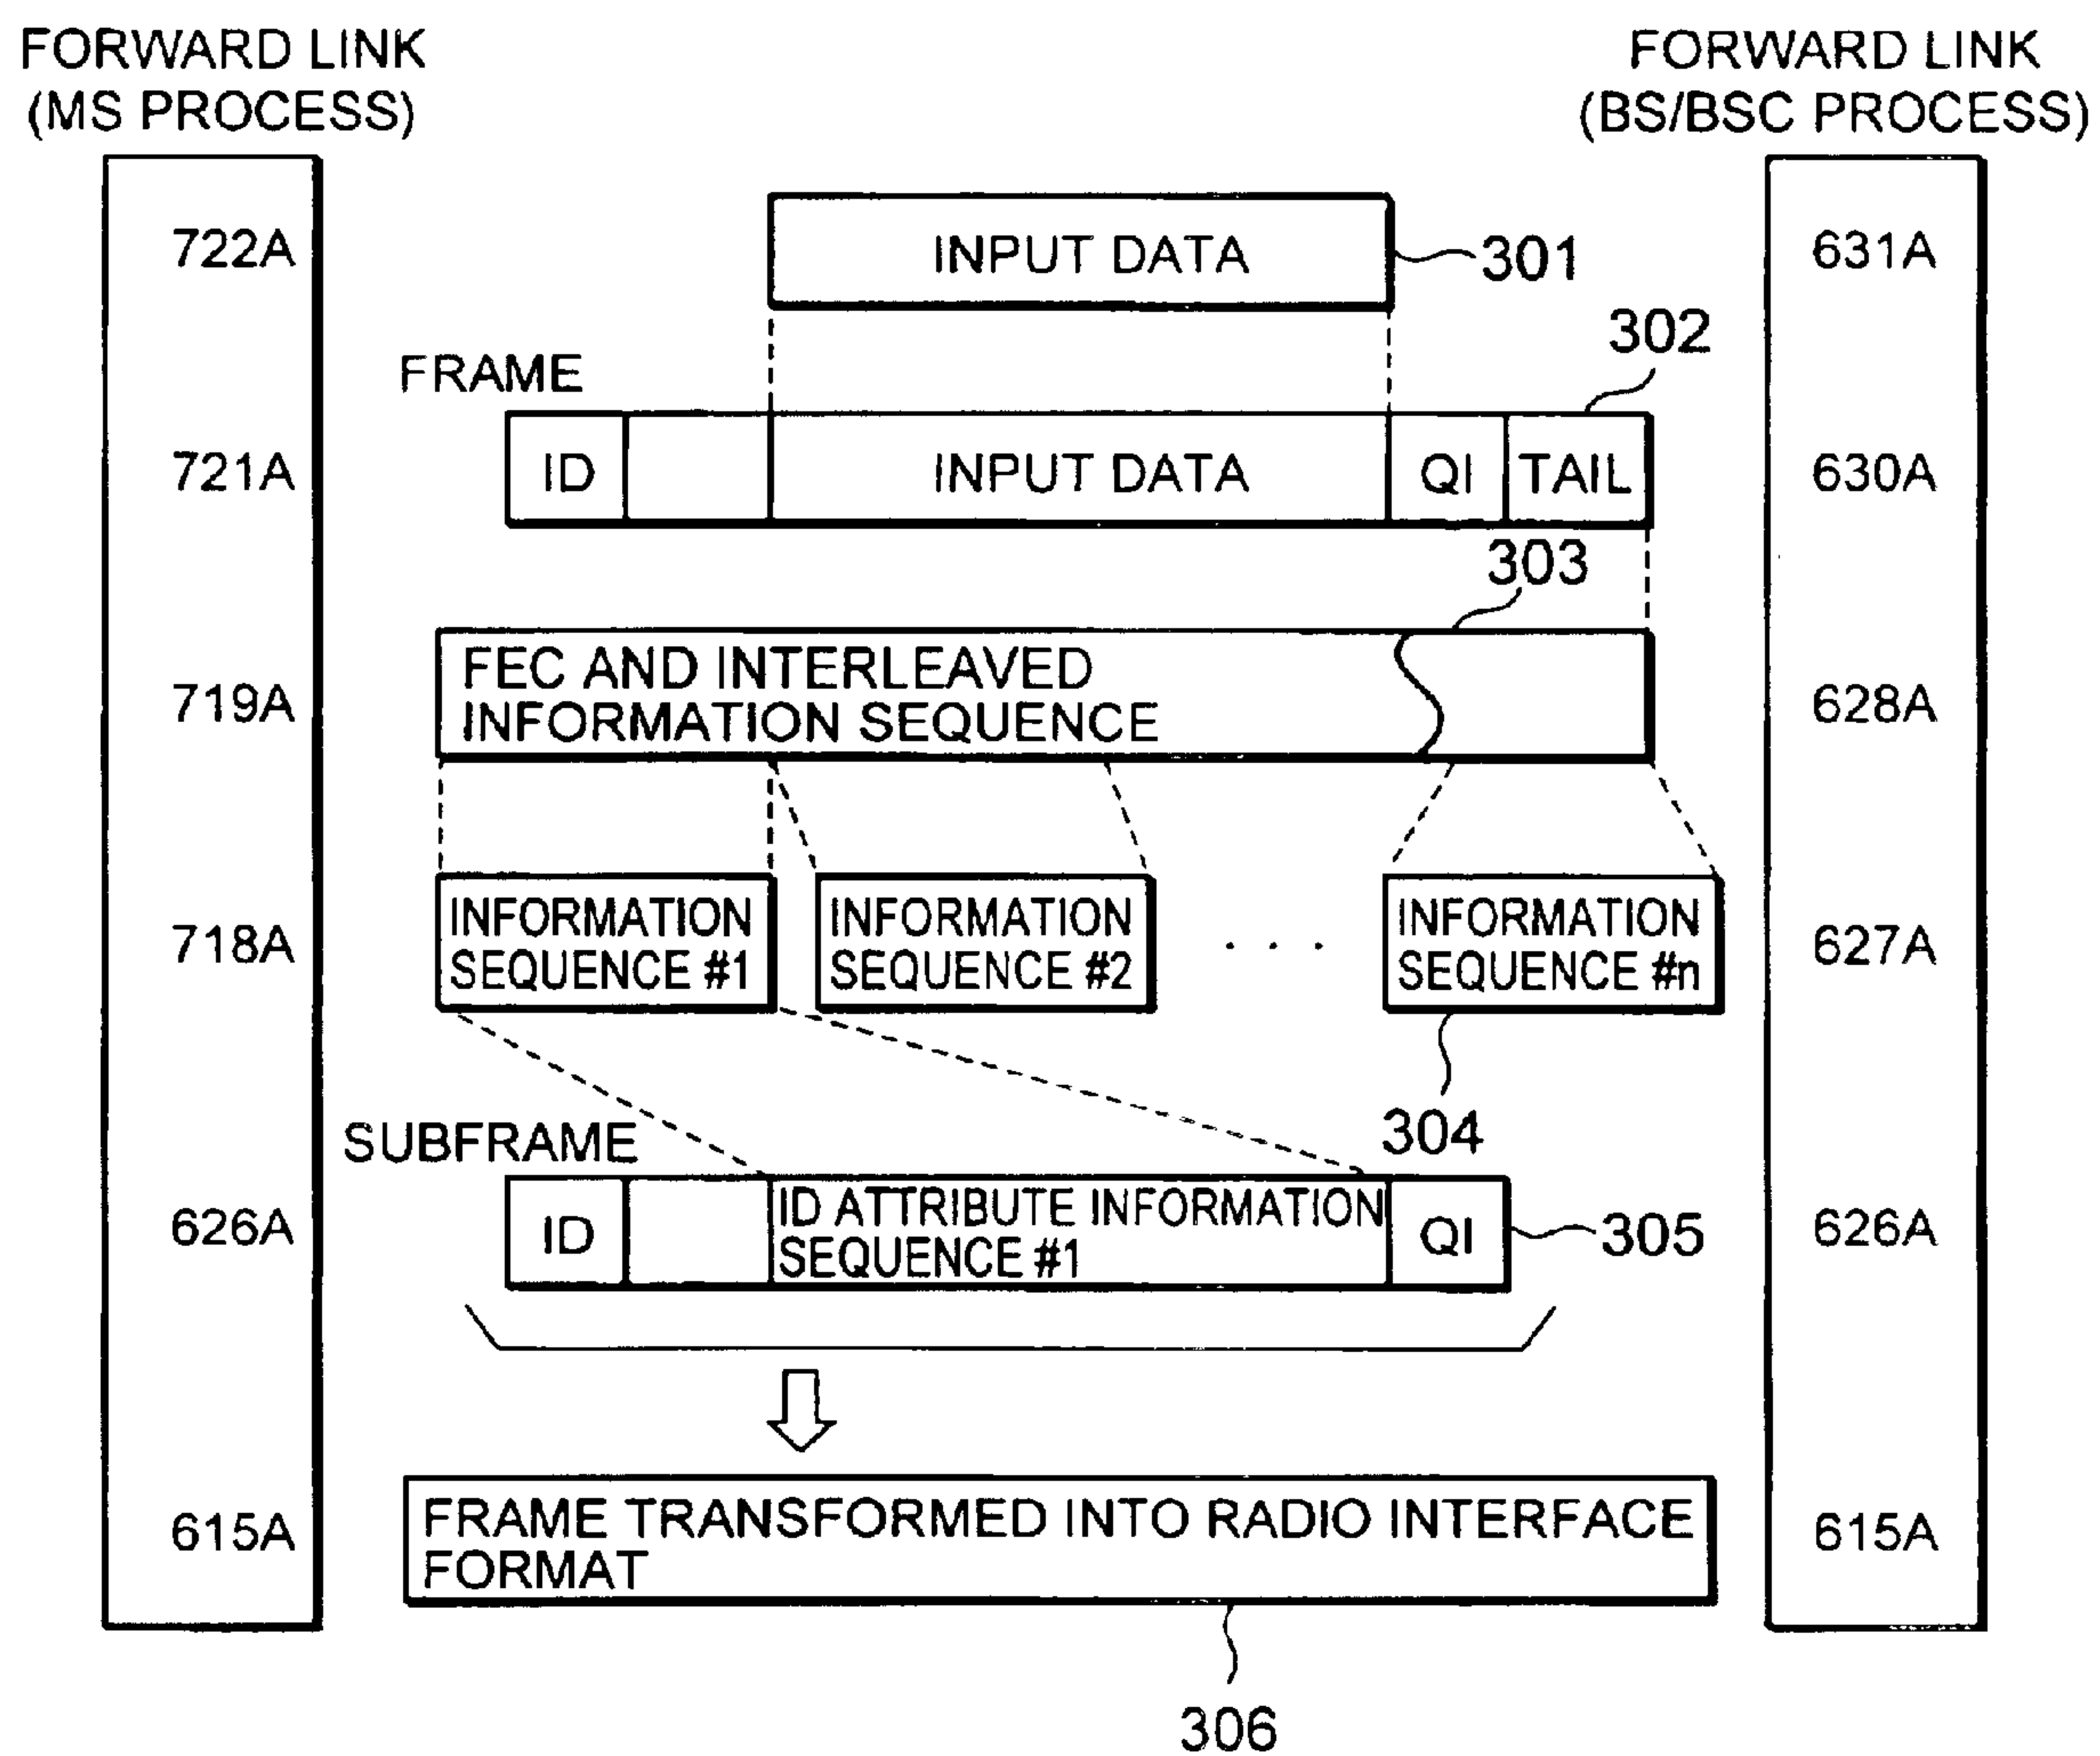 FORWARD LINK
(MS PROCESS)
FORWARD LINK
(BS/BSC PROCESS)
722A
INPUT DATA
301
631A
302
FRAME
721A
ID
INPUT DATA
QI
TAIL
630A
303
719A
FEC AND INTERLEAVED
INFORMATION SEQUENCE
628A
718A
INFORMATION
SEQUENCE #1
INFORMATION
SEQUENCE #2
. . .
INFORMATION
SEQUENCE #n
627A
304
SUBFRAME
626A
ID
ID ATTRIBUTE INFORMATION
SEQUENCE #1
QI
305
626A
615A
FRAME TRANSFORMED INTO RADIO INTERFACE
FORMAT
615A
306